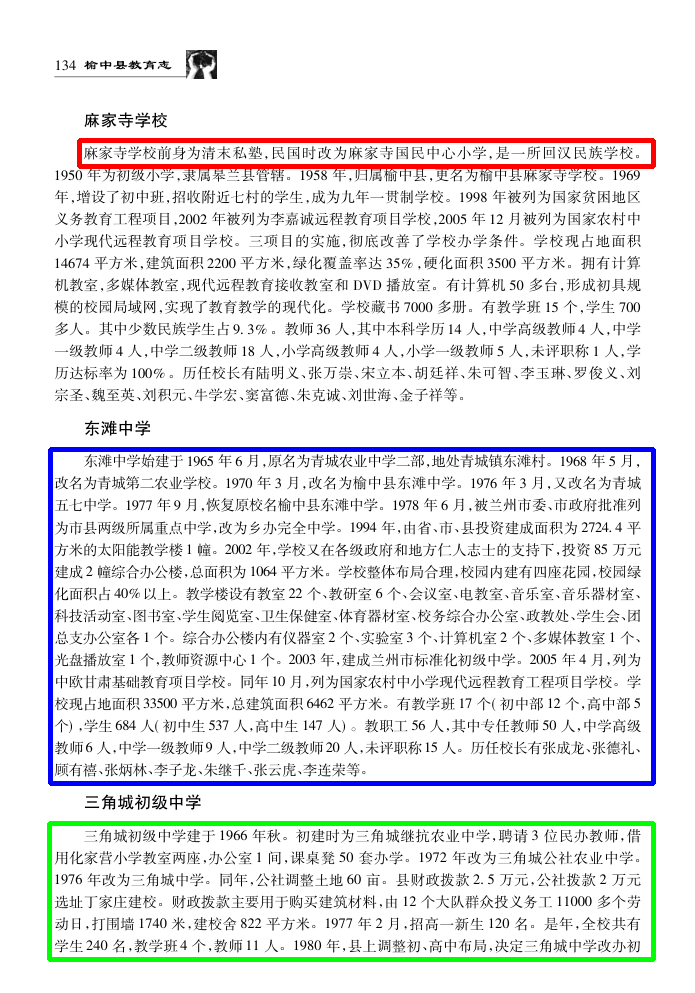 134 榆中县教育志
麻家寺学校
麻家寺学校前身为清末私塾,民国时改为麻家寺国民中心小学,是一所回汉民族学校。
1950 年为初级小学,隶属皋兰县管辖。1958 年,归属榆中县,更名为榆中县麻家寺学校。1969
年,增设了初中班,招收附近七村的学生,成为九年一贯制学校。1998 年被列为国家贫困地区
义务教育工程项目,2002 年被列为李嘉诚远程教育项目学校,2005 年 12 月被列为国家农村中
小学现代远程教育项目学校。三项目的实施,彻底改善了学校办学条件。学校现占地面积
14674 平方米,建筑面积 2200 平方米,绿化覆盖率达 35%,硬化面积 3500 平方米。拥有计算
机教室,多媒体教室,现代远程教育接收教室和 DVD 播放室。有计算机 50 多台,形成初具规
模的校园局域网,实现了教育教学的现代化。学校藏书 7000 多册。有教学班 15 个,学生 700
多人。其中少数民族学生占 9.3%。教师 36 人,其中本科学历 14 人,中学高级教师 4 人,中学
一级教师 4 人,中学二级教师 18 人,小学高级教师 4 人,小学一级教师 5 人,未评职称 1 人,学
历达标率为 100%。历任校长有陆明义、张万崇、宋立本、胡廷祥、朱可智、李玉琳、罗俊义、刘
宗圣、魏至英、刘积元、牛学宏、窦富德、朱克诚、刘世海、金子祥等。
东滩中学
东滩中学始建于 1965 年 6 月,原名为青城农业中学二部,地处青城镇东滩村。1968 年 5 月,
改名为青城第二农业学校。1970 年 3 月,改名为榆中县东滩中学。1976 年 3 月,又改名为青城
五七中学。1977 年 9 月,恢复原校名榆中县东滩中学。1978 年 6 月,被兰州市委、市政府批准列
为市县两级所属重点中学,改为乡办完全中学。1994 年,由省、市、县投资建成面积为 2724.4 平
方米的太阳能教学楼 1 幢。2002 年,学校又在各级政府和地方仁人志士的支持下,投资 85 万元
建成 2 幢综合办公楼,总面积为 1064 平方米。学校整体布局合理,校园内建有四座花园,校园绿
化面积占 40%以上。教学楼设有教室 22 个、教研室 6 个、会议室、电教室、音乐室、音乐器材室、
科技活动室、图书室、学生阅览室、卫生保健室、体育器材室、校务综合办公室、政教处、学生会、团
总支办公室各 1 个。综合办公楼内有仪器室 2 个、实验室 3 个、计算机室 2 个、多媒体教室 1 个、
光盘播放室 1 个,教师资源中心 1 个。2003 年,建成兰州市标准化初级中学。2005 年 4 月,列为
中欧甘肃基础教育项目学校。同年 10 月,列为国家农村中小学现代远程教育工程项目学校。学
校现占地面积 33500 平方米,总建筑面积 6462 平方米。有教学班 17 个(初中部 12 个,高中部 5
个),学生 684 人(初中生 537 人,高中生 147 人)。教职工 56 人,其中专任教师 50 人,中学高级
教师 6 人,中学一级教师 9 人,中学二级教师 20 人,未评职称 15 人。历任校长有张成龙、张德礼、
顾有禧、张炳林、李子龙、朱继千、张云虎、李连荣等。
三角城初级中学
三角城初级中学建于 1966 年秋。初建时为三角城继抗农业中学,聘请 3 位民办教师,借
用化家营小学教室两座,办公室 1 间,课桌凳 50 套办学。1972 年改为三角城公社农业中学。
1976 年改为三角城中学。同年,公社调整土地 60 亩。县财政拨款 2.5 万元,公社拨款 2 万元
选址丁家庄建校。财政拨款主要用于购买建筑材料,由 12 个大队群众投义务工 11000 多个劳
动日,打围墙 1740 米,建校舍 822 平方米。1977 年 2 月,招高一新生 120 名。是年,全校共有
学生 240 名,教学班 4 个,教师 11 人。1980 年,县上调整初、高中布局,决定三角城中学改办初